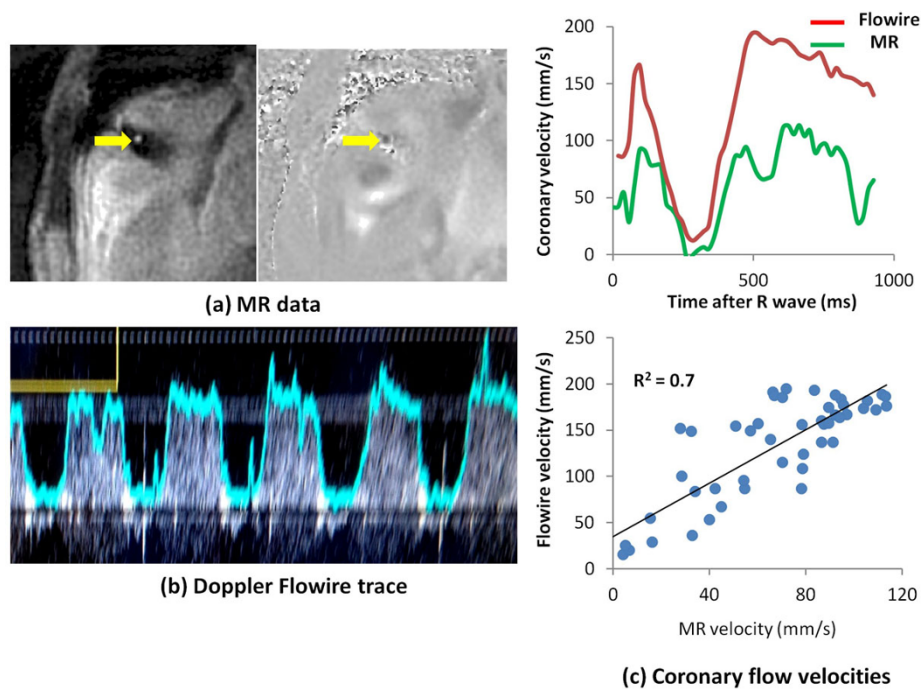 (a) MR data
(b) Doppler Flowire trace
Flowire
MR
Coronary velocity (mm/s)
200
150
100
50
0
0
500
1000
Time after R wave (ms)
Flowire velocity (mm/s)
250
200
150
100
50
0
R² = 0.7
0
40
80
120
MR velocity (mm/s)
(c) Coronary flow velocities